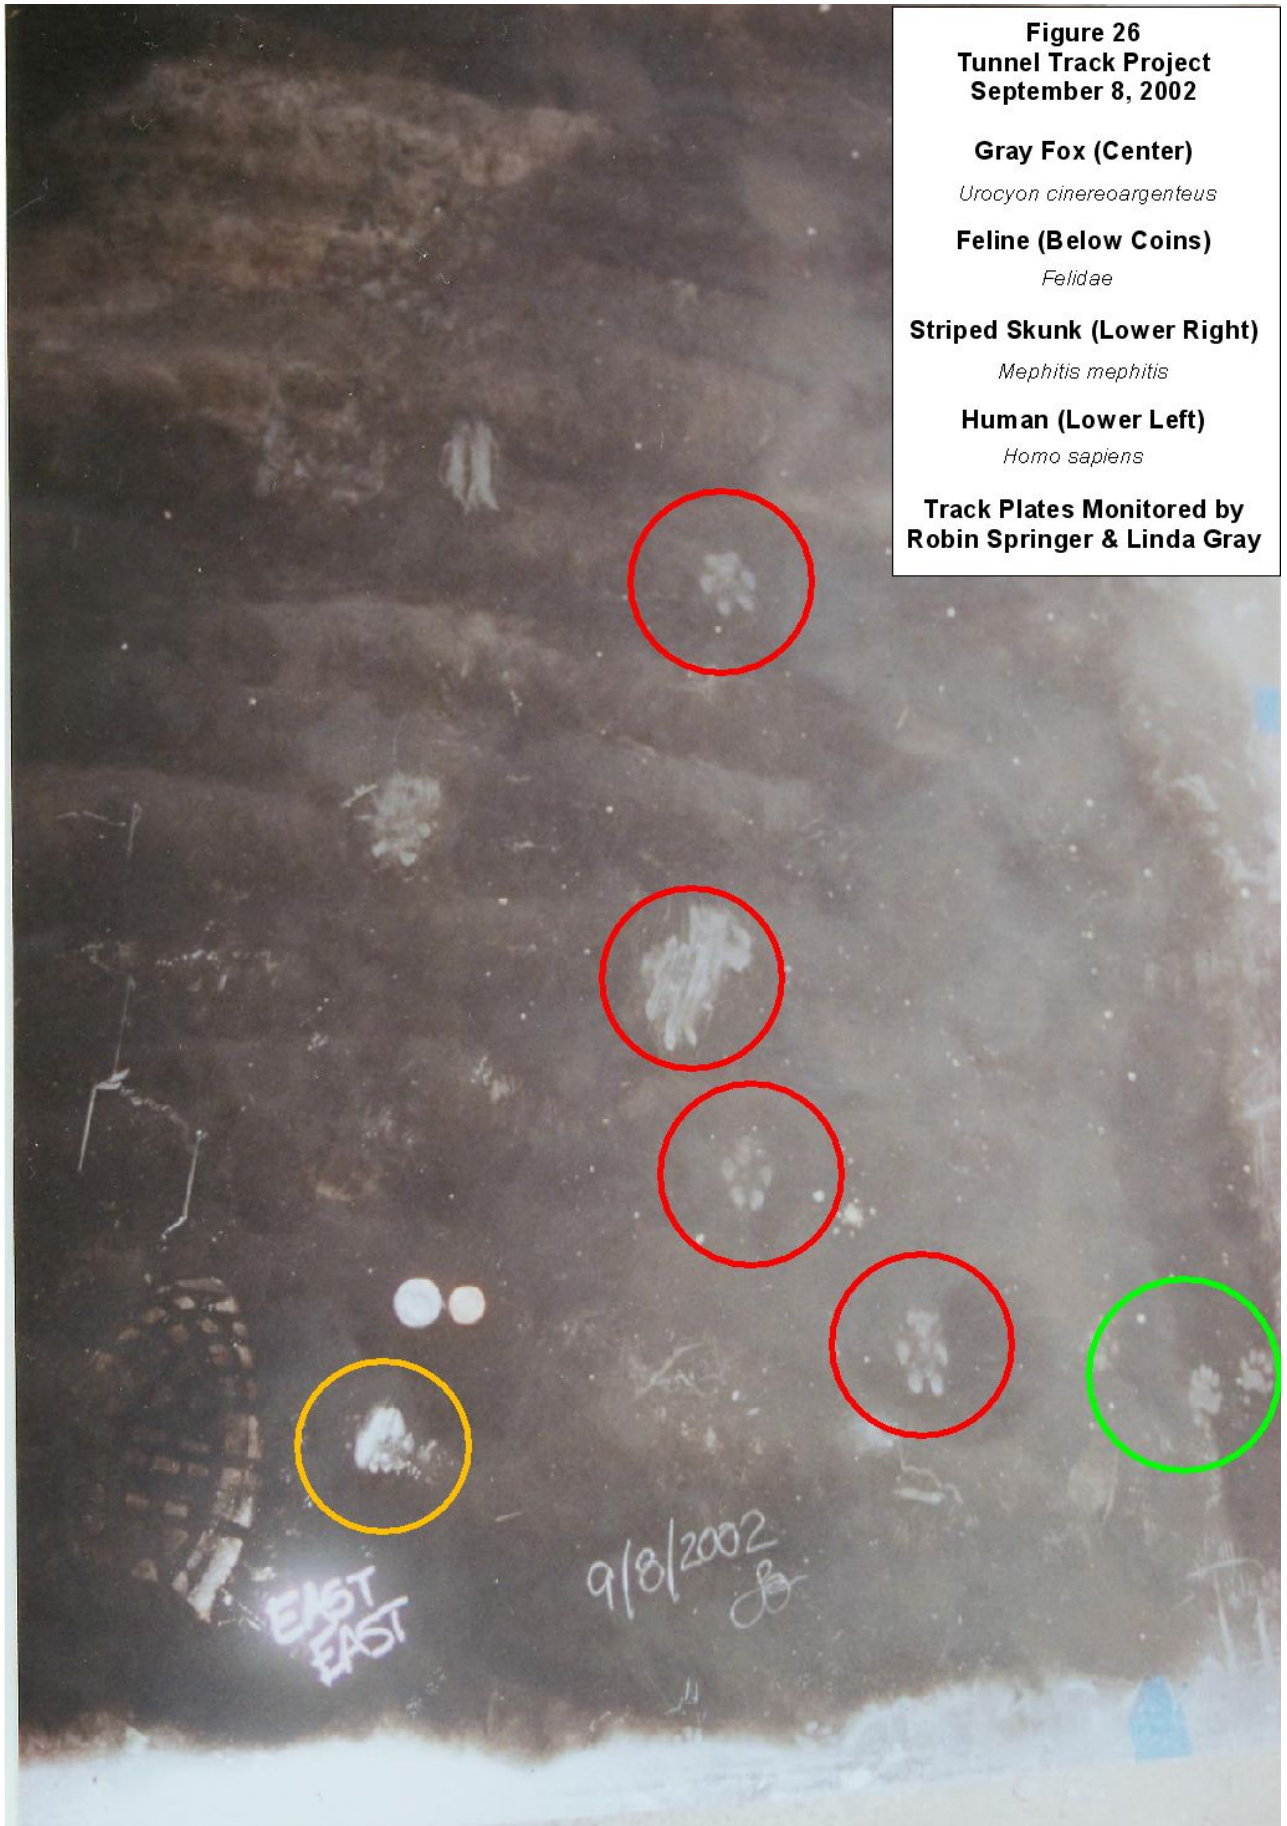 Figure 26
Tunnel Track Project
September 8, 2002
Gray Fox (Center)
Urocyon cinereoargenteus
Feline (Below Coins)
Felidae
Striped Skunk (Lower Right)
Mephitis mephitis
Human (Lower Left)
Homo sapiens
Track Plates Monitored by
Robin Springer & Linda Gray
9/8/2002
EAST
EAST